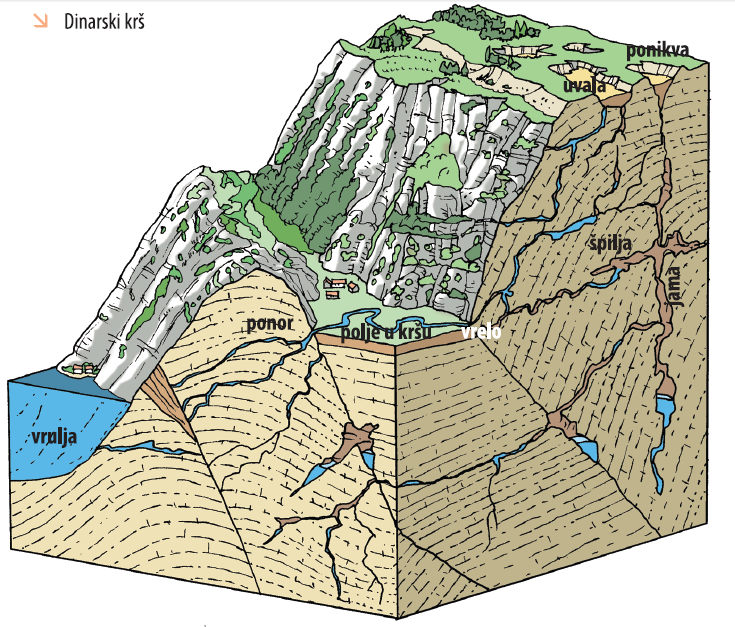 Dinarski krš
ponikva
uvala
špilja
jama
ponor
polje u kršu
vrelo
vrulja